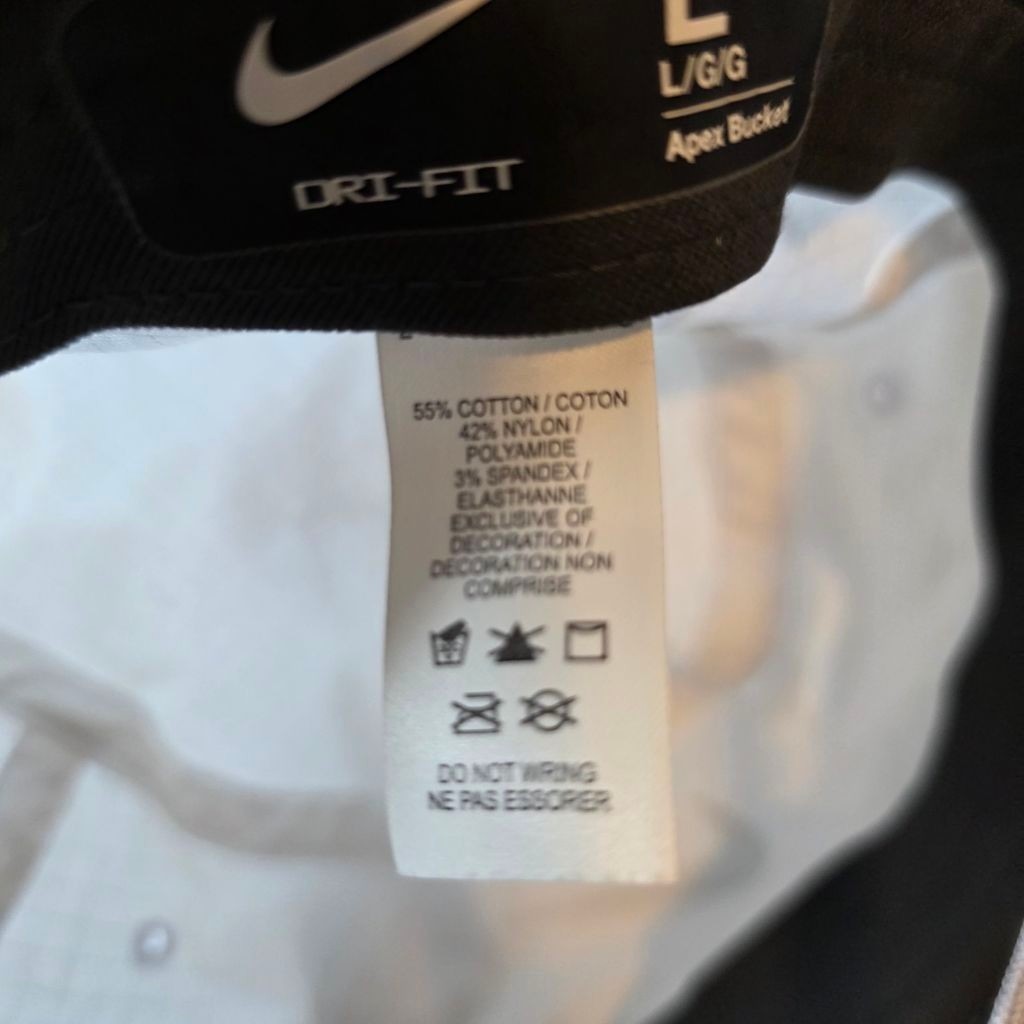 L
L/G/G
Apex Bucket
DRI-FIT
55% COTTON / COTON
42% NYLON /
POLYAMIDE
3% SPANDEX /
ELASTHANNE
EXCLUSIVE OF
DECORATION /
DECORATION NON
COMPRISE
DO NOT WRING
NE PAS ESSORER